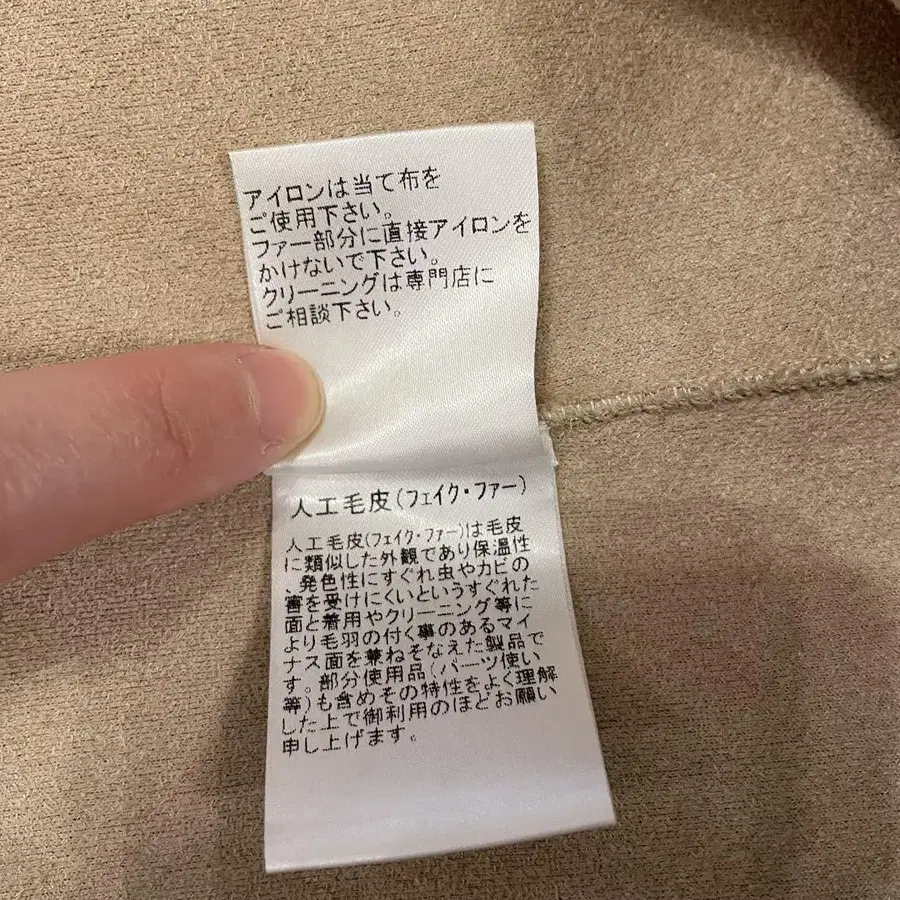 アイロンは当て布を
ご使用下さい。
ファー部分に直接アイロンを
かけないで下さい。
クリーニングは専門店に
ご相談下さい。
人工毛皮(フェイク・ファー)
人工毛皮(フェイク・ファー)は毛皮
に類似した外観であり保温性
、発色性にすぐれ虫やカビの
害を受けにくいというすぐれた
面と着用やクリーニング等に
より毛羽の付く事のあるマイ
ナス面を兼ねそなえた製品で
す。部分使用品(パーツ使い
等)も含めその特性をよく理解
した上で御利用のほどお願い
申し上げます。